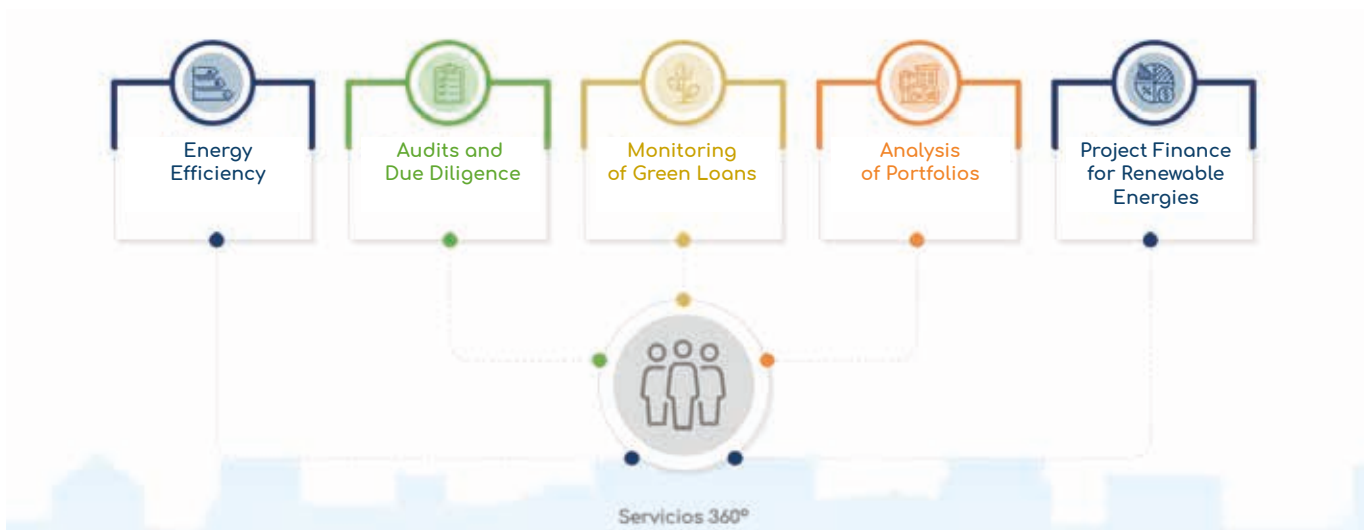 Energy
Efficiency
Audits and
Due Diligence
Monitoring
of Green Loans
Analysis
of Portfolios
Project Finance
for Renewable
Energies
Servicios 360º